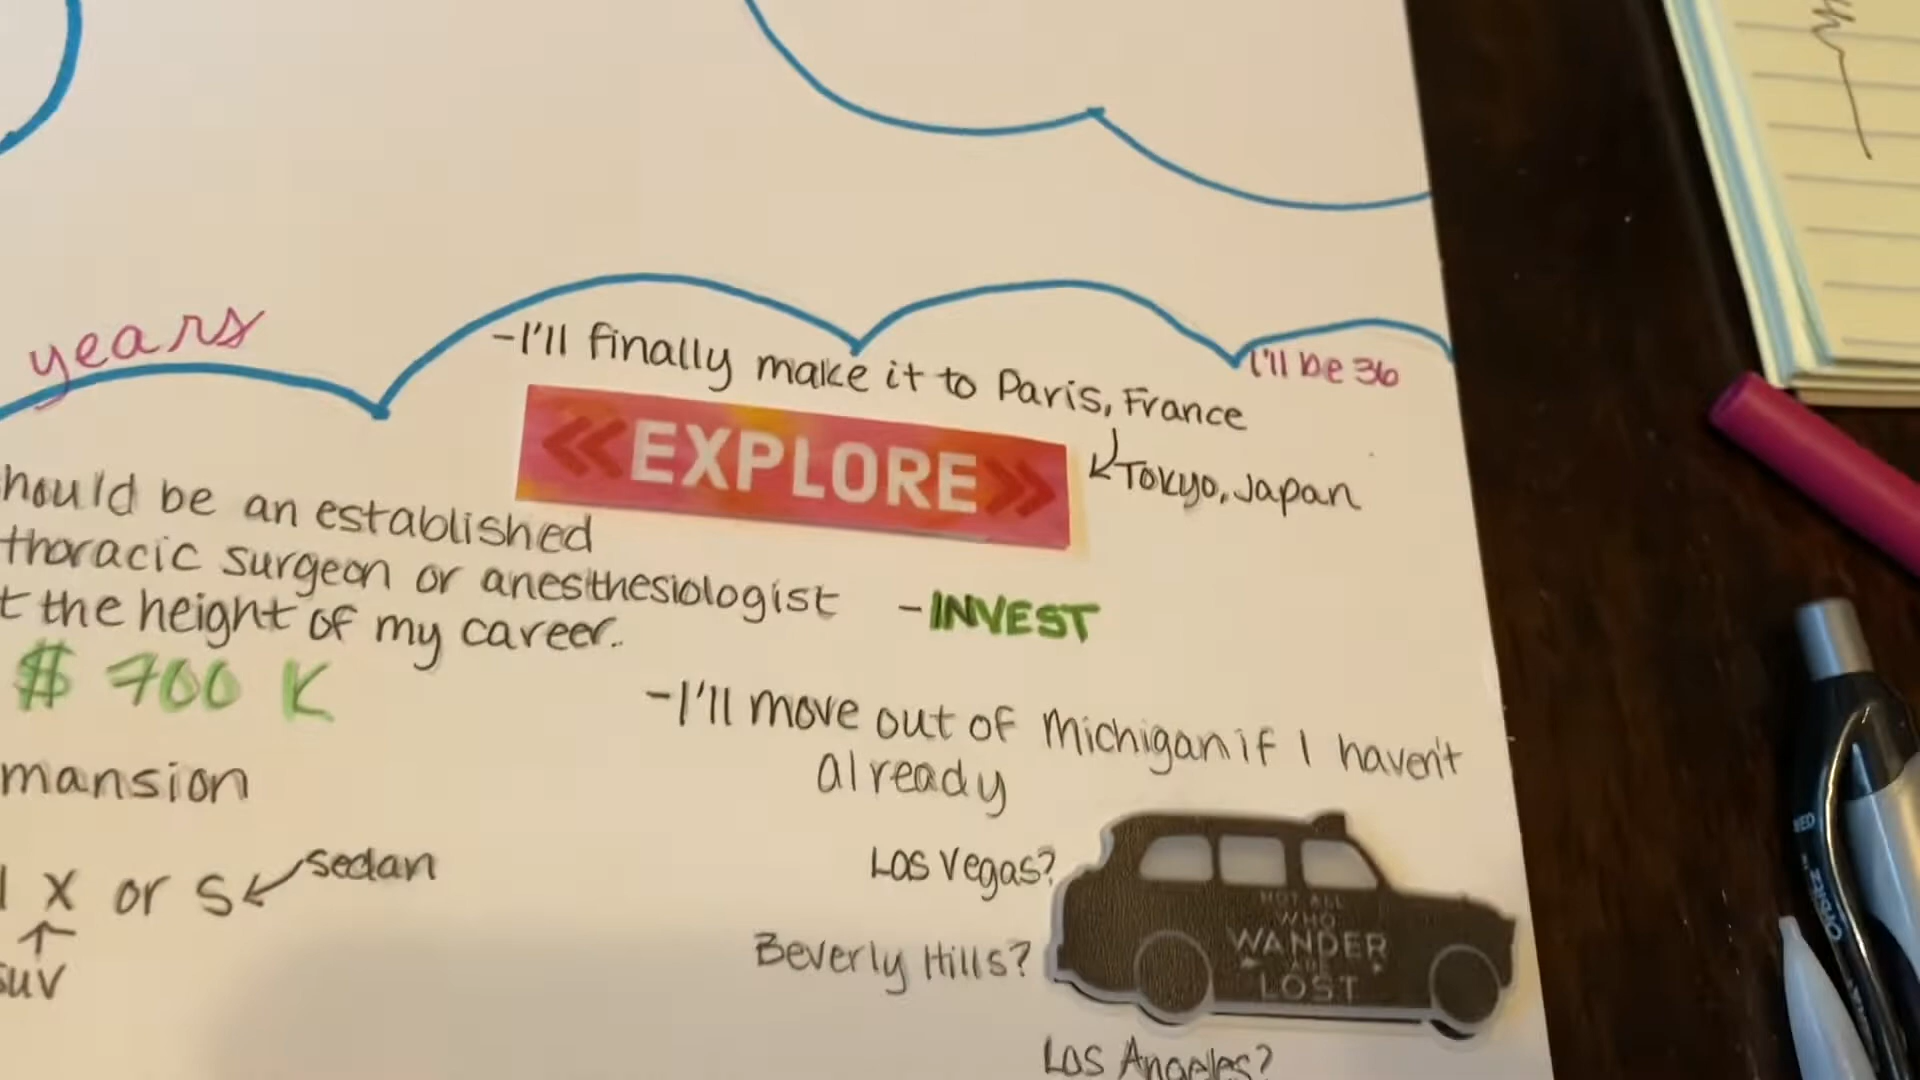 years
-I'll finally make it to Paris, France
I'll be 36
EXPLORE
Tokyo, Japan
hould be an established
thoracic surgeon or anesthesiologist
t the height of my career.
-INVEST
$ 700 K
-I'll move out of Michigan if I haven't
already
mansion
Las Vegas?
X or S
sedan
suv
Beverly Hills?
NOT ALL
WHO
WANDER
LOST
Los Angeles?
Orbitz